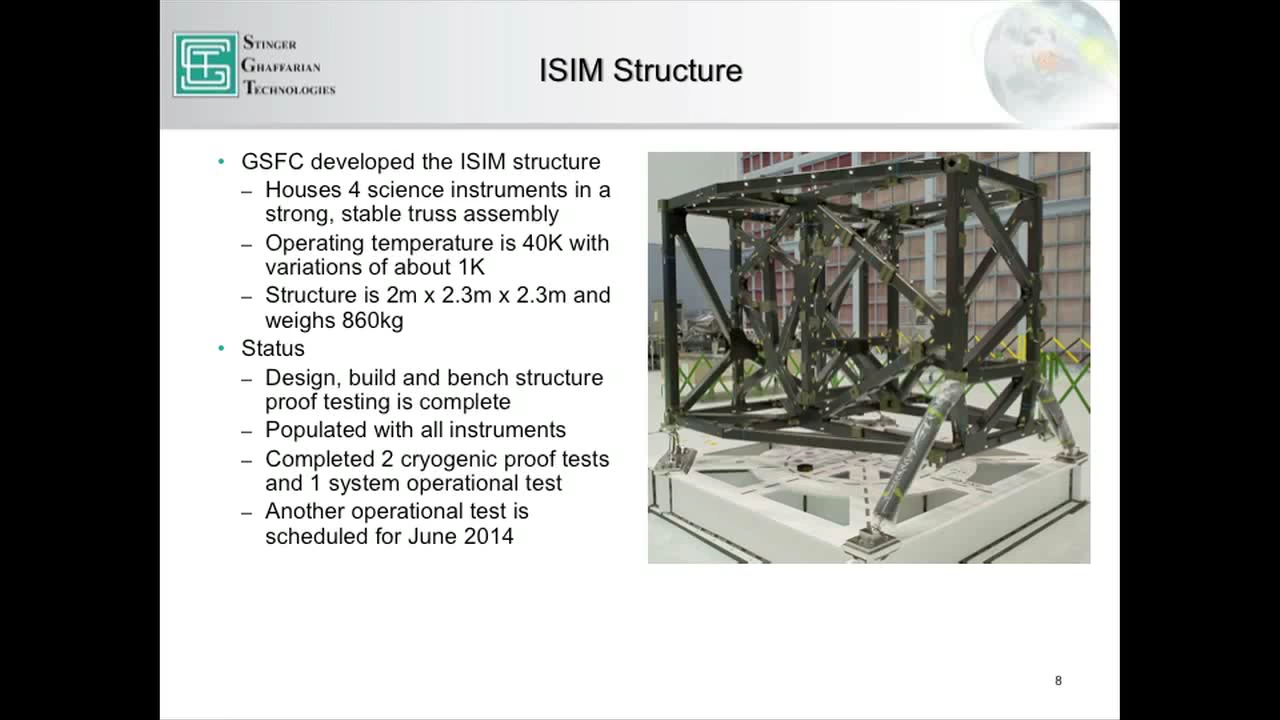 STINGER
GHAFFARIAN
TECHNOLOGIES
ISIM Structure
• GSFC developed the ISIM structure
– Houses 4 science instruments in a
strong, stable truss assembly
– Operating temperature is 40K with
variations of about 1K
– Structure is 2m x 2.3m x 2.3m and
weighs 860kg
• Status
– Design, build and bench structure
proof testing is complete
– Populated with all instruments
– Completed 2 cryogenic proof tests
and 1 system operational test
– Another operational test is
scheduled for June 2014
8